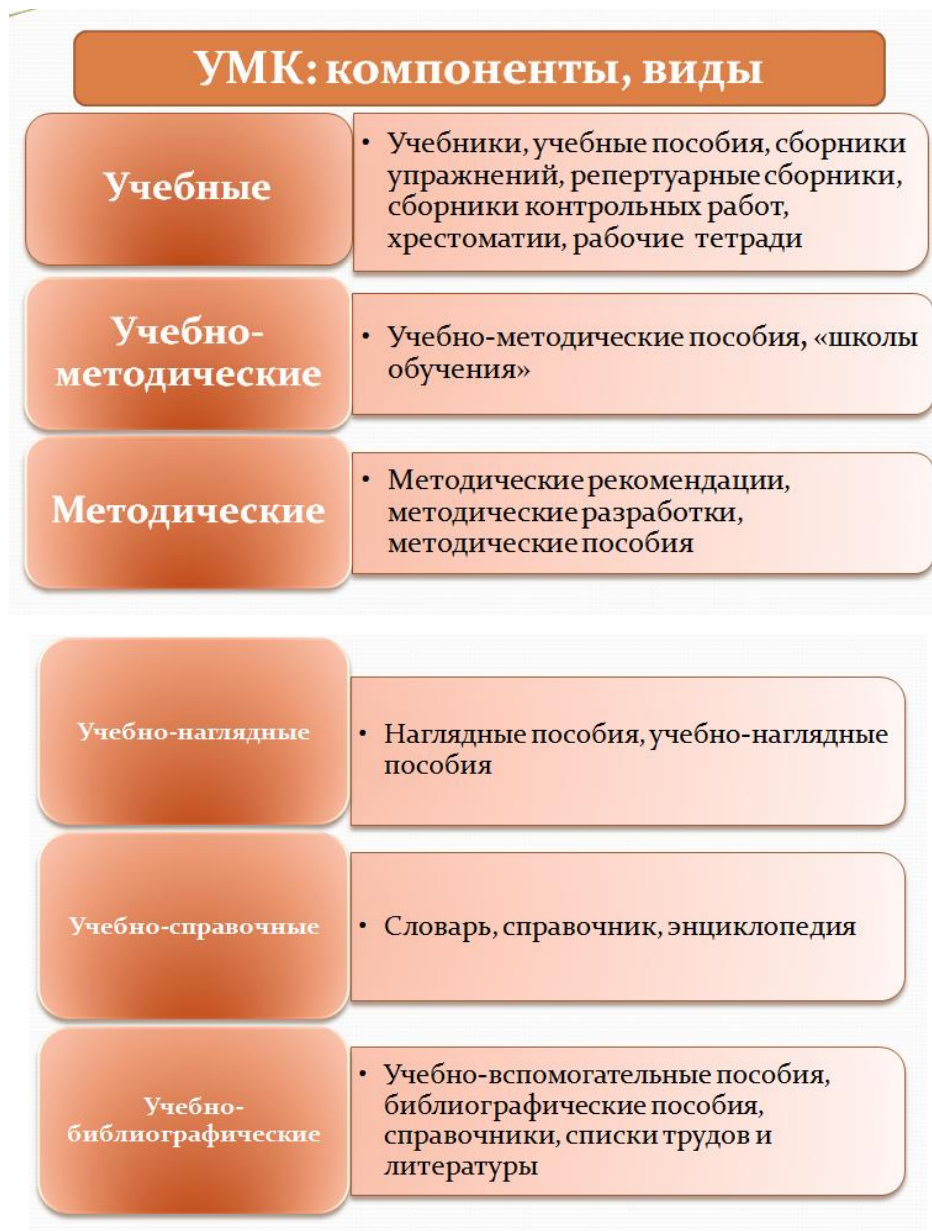 УМК: компоненты, виды
Учебные
• Учебники, учебные пособия, сборники
упражнений, репертуарные сборники,
сборники контрольных работ,
хрестоматии, рабочие тетради
Учебно-
методические
• Учебно-методические пособия, «школы
обучения»
Методические
• Методические рекомендации,
методические разработки,
методические пособия
Учебно-наглядные
• Наглядные пособия, учебно-наглядные
пособия
Учебно-справочные
• Словарь, справочник, энциклопедия
Учебно-
библиографические
• Учебно-вспомогательные пособия,
библиографические пособия,
справочники, списки трудов и
литературы